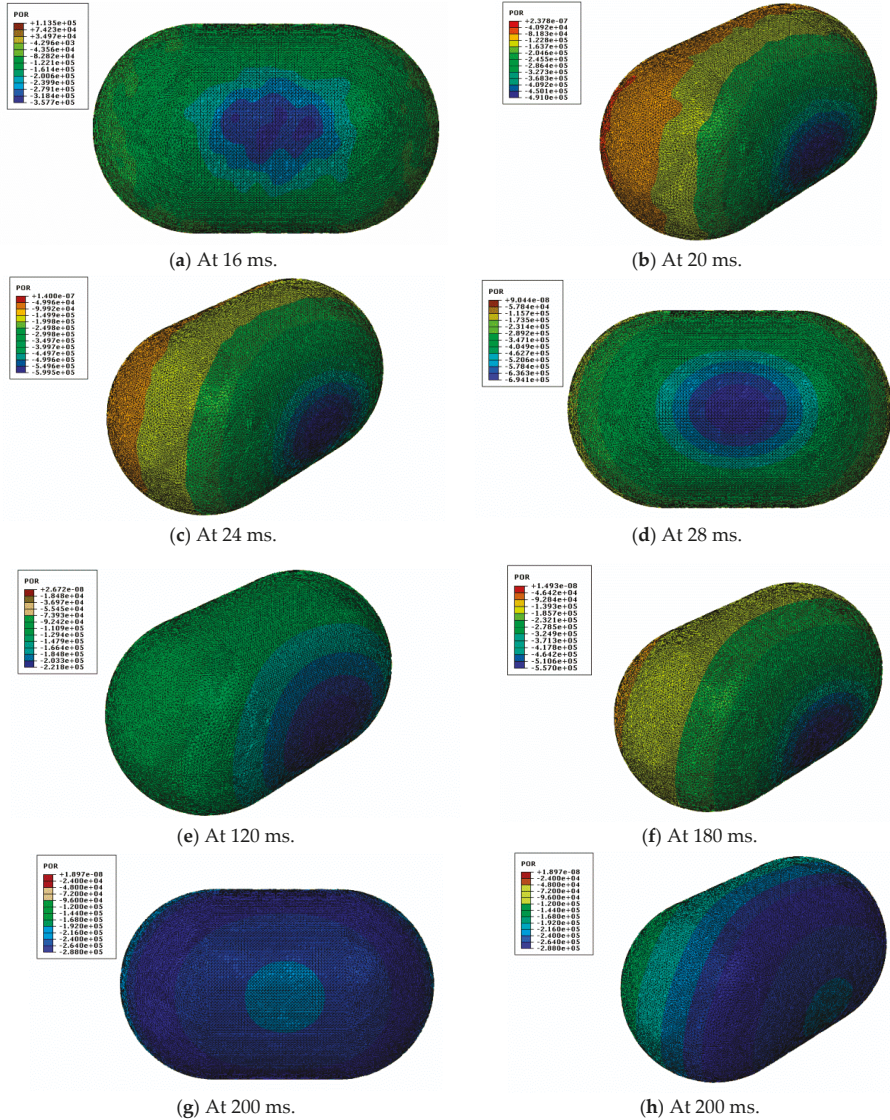 POR
+1.135e+05
+7.423e+04
+3.497e+04
-4.296e+03
-4.356e+04
-8.282e+04
-1.221e+05
-1.614e+05
-2.006e+05
-2.399e+05
-2.791e+05
-3.184e+05
-3.577e+05
(a) At 16 ms.
POR
+2.378e-07
-4.092e+04
-8.183e+04
-1.228e+05
-1.637e+05
-2.046e+05
-2.455e+05
-2.864e+05
-3.273e+05
-3.683e+05
-4.092e+05
-4.501e+05
-4.910e+05
(b) At 20 ms.
POR
+1.400e-07
-4.996e+04
-9.992e+04
-1.499e+05
-1.998e+05
-2.498e+05
-2.998e+05
-3.497e+05
-3.997e+05
-4.497e+05
-4.996e+05
-5.496e+05
-5.995e+05
(c) At 24 ms.
POR
+9.044e-08
-5.784e+04
-1.157e+05
-1.735e+05
-2.314e+05
-2.892e+05
-3.471e+05
-4.049e+05
-4.627e+05
-5.206e+05
-5.784e+05
-6.363e+05
-6.941e+05
(d) At 28 ms.
POR
+2.672e-08
-1.848e+04
-3.697e+04
-5.545e+04
-7.393e+04
-9.242e+04
-1.109e+05
-1.294e+05
-1.479e+05
-1.664e+05
-1.848e+05
-2.033e+05
-2.218e+05
(e) At 120 ms.
POR
+1.493e-08
-4.642e+04
-9.284e+04
-1.393e+05
-1.857e+05
-2.321e+05
-2.785e+05
-3.249e+05
-3.713e+05
-4.178e+05
-4.642e+05
-5.106e+05
-5.570e+05
(f) At 180 ms.
POR
+1.897e-08
-2.400e+04
-4.800e+04
-7.200e+04
-9.600e+04
-1.200e+05
-1.440e+05
-1.680e+05
-1.920e+05
-2.160e+05
-2.400e+05
-2.640e+05
-2.880e+05
(g) At 200 ms.
POR
+1.897e-08
-2.400e+04
-4.800e+04
-7.200e+04
-9.600e+04
-1.200e+05
-1.440e+05
-1.680e+05
-1.920e+05
-2.160e+05
-2.400e+05
-2.640e+05
-2.880e+05
(h) At 200 ms.